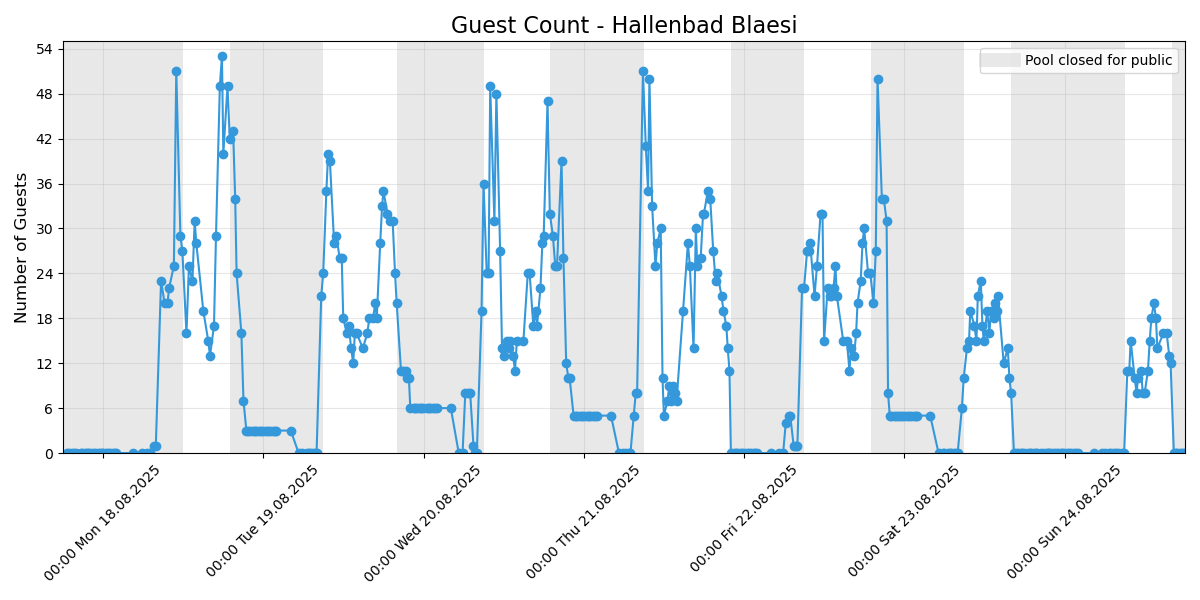 Guest Count - Hallenbad Blaesi
Pool closed for public
Number of Guests
54
48
42
36
30
24
18
12
6
0
00:00 Mon 18.08.2025
00:00 Tue 19.08.2025
00:00 Wed 20.08.2025
00:00 Thu 21.08.2025
00:00 Fri 22.08.2025
00:00 Sat 23.08.2025
00:00 Sun 24.08.2025